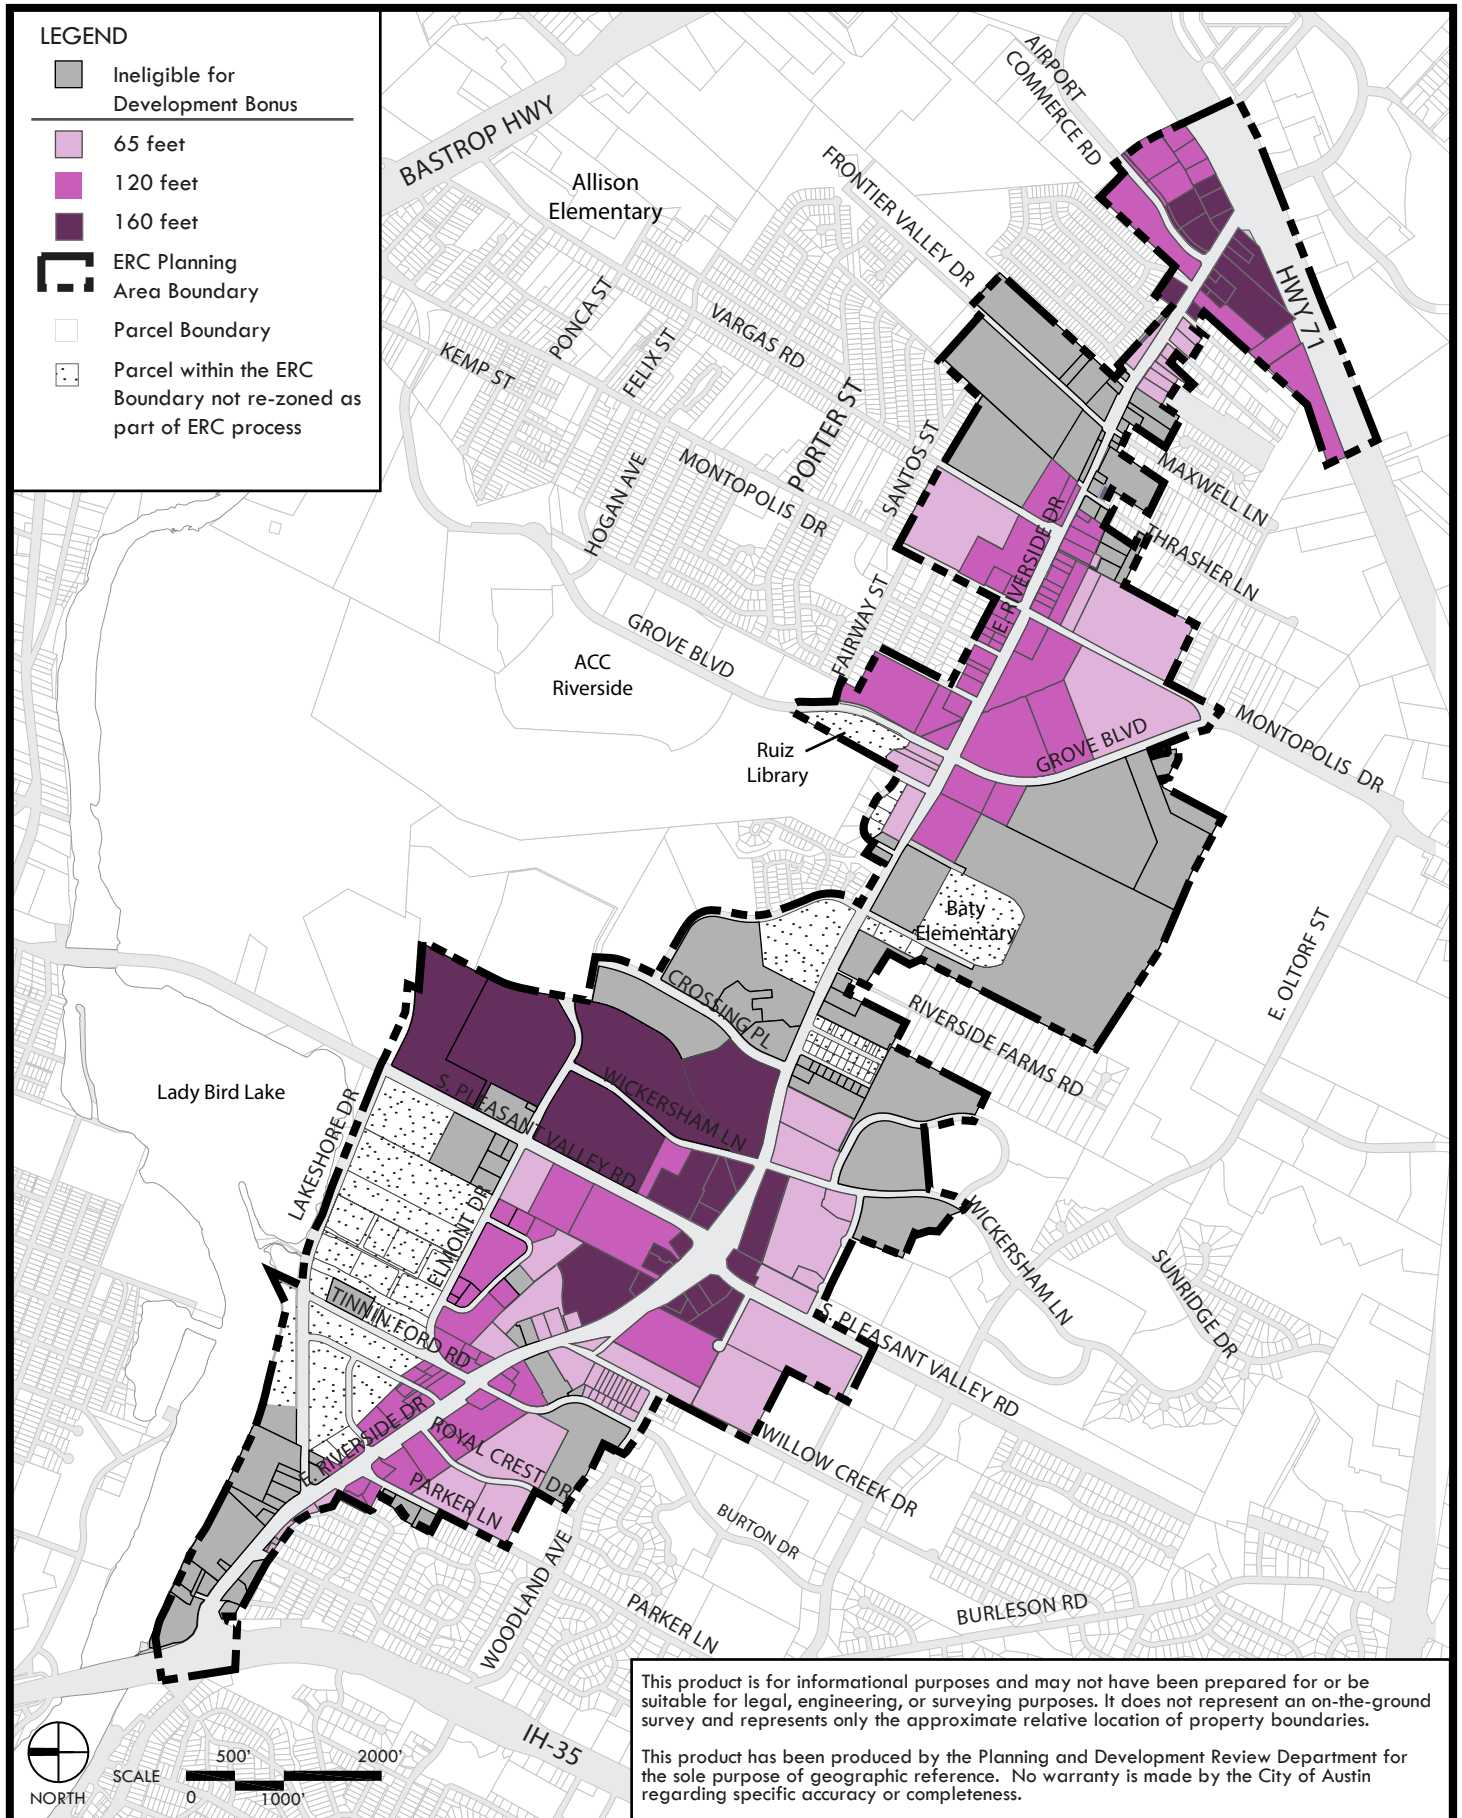 LEGEND
Ineligible for
Development Bonus
65 feet
120 feet
160 feet
ERC Planning
Area Boundary
Parcel Boundary
Parcel within the ERC
Boundary not re-zoned as
part of ERC process
BASTROP HWY
Allison
Elementary
AIRPORT
COMMERCE RD
FRONTIER VALLEY DR
HWY 71
PONCA ST
VARGAS RD
KEMP ST
FELIX ST
PORTER ST
SANTOS ST
MAXWELL LN
HOGAN AVE
MONTOPOLIS DR
E. RIVERSIDE DR
THRASHER LN
FAIRWAY ST
GROVE BLVD
ACC
Riverside
Ruiz
Library
GROVE BLVD
MONTOPOLIS DR
Baty
Elementary
E. OLTORF ST
CROSSING PL
RIVERSIDE FARMS RD
Lady Bird Lake
LAKESHORE DR
S. PLEASANT VALLEY RD
WICKERSHAM LN
ELMONT DR
WICKERSHAM LN
SUNRIDGE DR
TINNIN FORD RD
S. PLEASANT VALLEY RD
E. RIVERSIDE DR
ROYAL CREST DR
PARKER LN
WILLOW CREEK DR
BURTON DR
WOODLAND AVE
PARKER LN
BURLESON RD
IH-35
NORTH
SCALE
500'
2000'
0
1000'
This product is for informational purposes and may not have been prepared for or be
suitable for legal, engineering, or surveying purposes. It does not represent an on-the-ground
survey and represents only the approximate relative location of property boundaries.
This product has been produced by the Planning and Development Review Department for
the sole purpose of geographic reference. No warranty is made by the City of Austin
regarding specific accuracy or completeness.